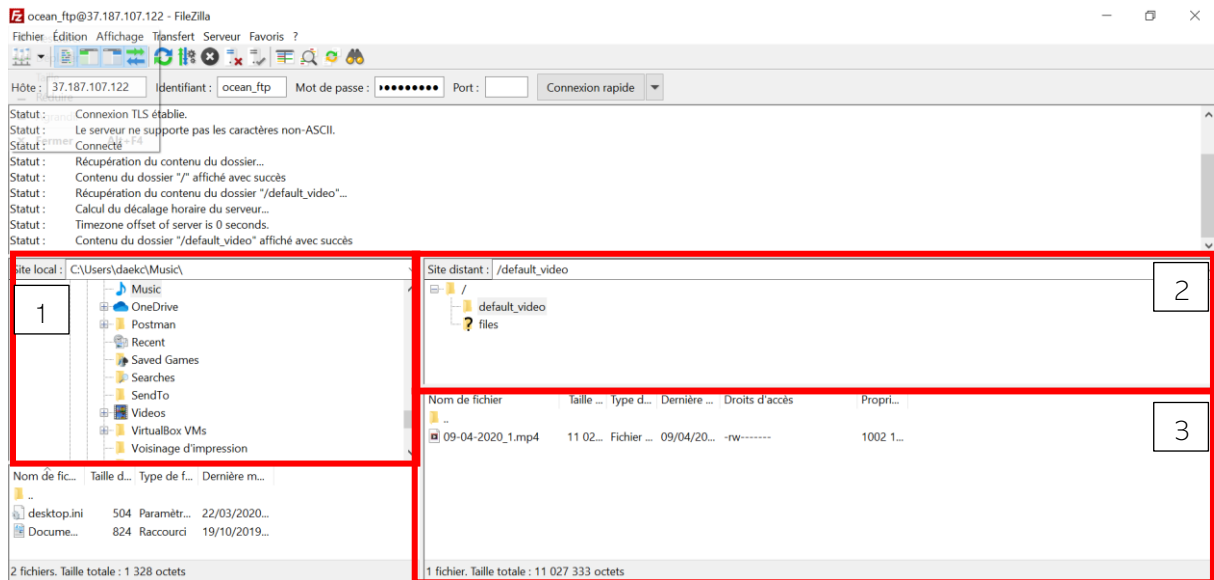 ocean_ftp@37.187.107.122 - FileZilla
Fichier Édition Affichage Transfert Serveur Favoris ?
Hôte : 37.187.107.122 Identifiant : ocean_ftp Mot de passe : ●●●●●●●●● Port : Connexion rapide
Statut : Connexion TLS établie.
Statut : Le serveur ne supporte pas les caractères non-ASCII.
Fermer Alt+F4
Statut : Connecté
Statut : Récupération du contenu du dossier...
Statut : Contenu du dossier "/" affiché avec succès
Statut : Récupération du contenu du dossier "/default_video"...
Statut : Calcul du décalage horaire du serveur...
Statut : Timezone offset of server is 0 seconds.
Statut : Contenu du dossier "/default_video" affiché avec succès
Site local : C:\Users\daekc\Music\
1
Music
OneDrive
Postman
Recent
Saved Games
Searches
SendTo
Videos
VirtualBox VMs
Voisinage d'impression
Nom de fic... Taille d... Type de f... Dernière m...
..
desktop.ini 504 Paramètr... 22/03/2020...
Docume... 824 Raccourci 19/10/2019...
2 fichiers. Taille totale : 1 328 octets
Site distant : /default_video
2
/
default_video
? files
Nom de fichier Taille ... Type d... Dernière ... Droits d'accès Propri...
3
..
09-04-2020_1.mp4 11 02... Fichier ... 09/04/20... -rw------- 1002 1...
1 fichier. Taille totale : 11 027 333 octets